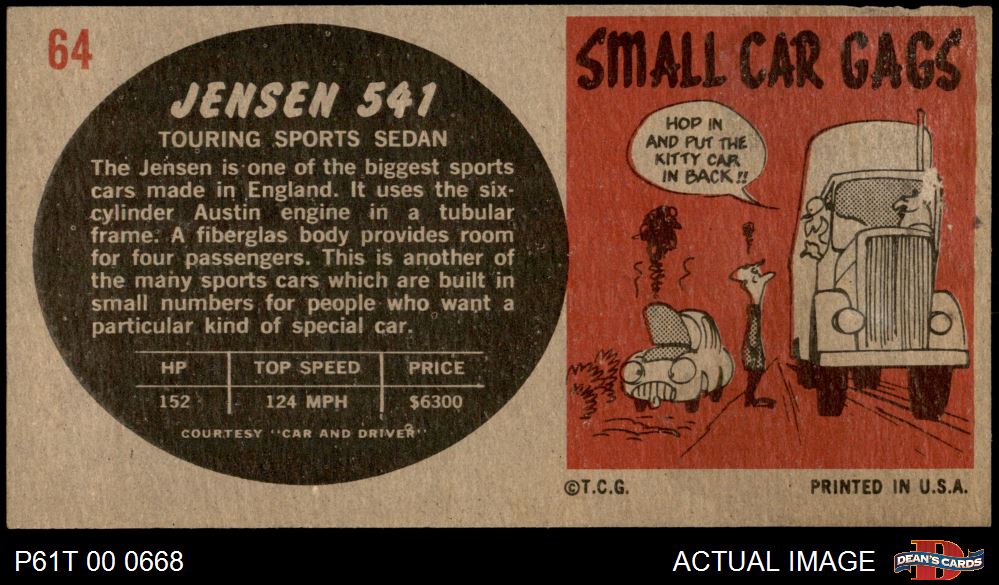 64
JENSEN 541
TOURING SPORTS SEDAN
The Jensen is one of the biggest sports
cars made in England. It uses the six-
cylinder Austin engine in a tubular
frame. A fiberglas body provides room
for four passengers. This is another of
the many sports cars which are built in
small numbers for people who want a
particular kind of special car.
HP TOP SPEED PRICE
152 124 MPH $6300
COURTESY "CAR AND DRIVER"
SMALL CAR GAGS
HOP IN
AND PUT THE
KITTY CAR
IN BACK!!
©T.C.G. PRINTED IN U.S.A.
P61T 00 0668 ACTUAL IMAGE
D
DEAN'S CARDS